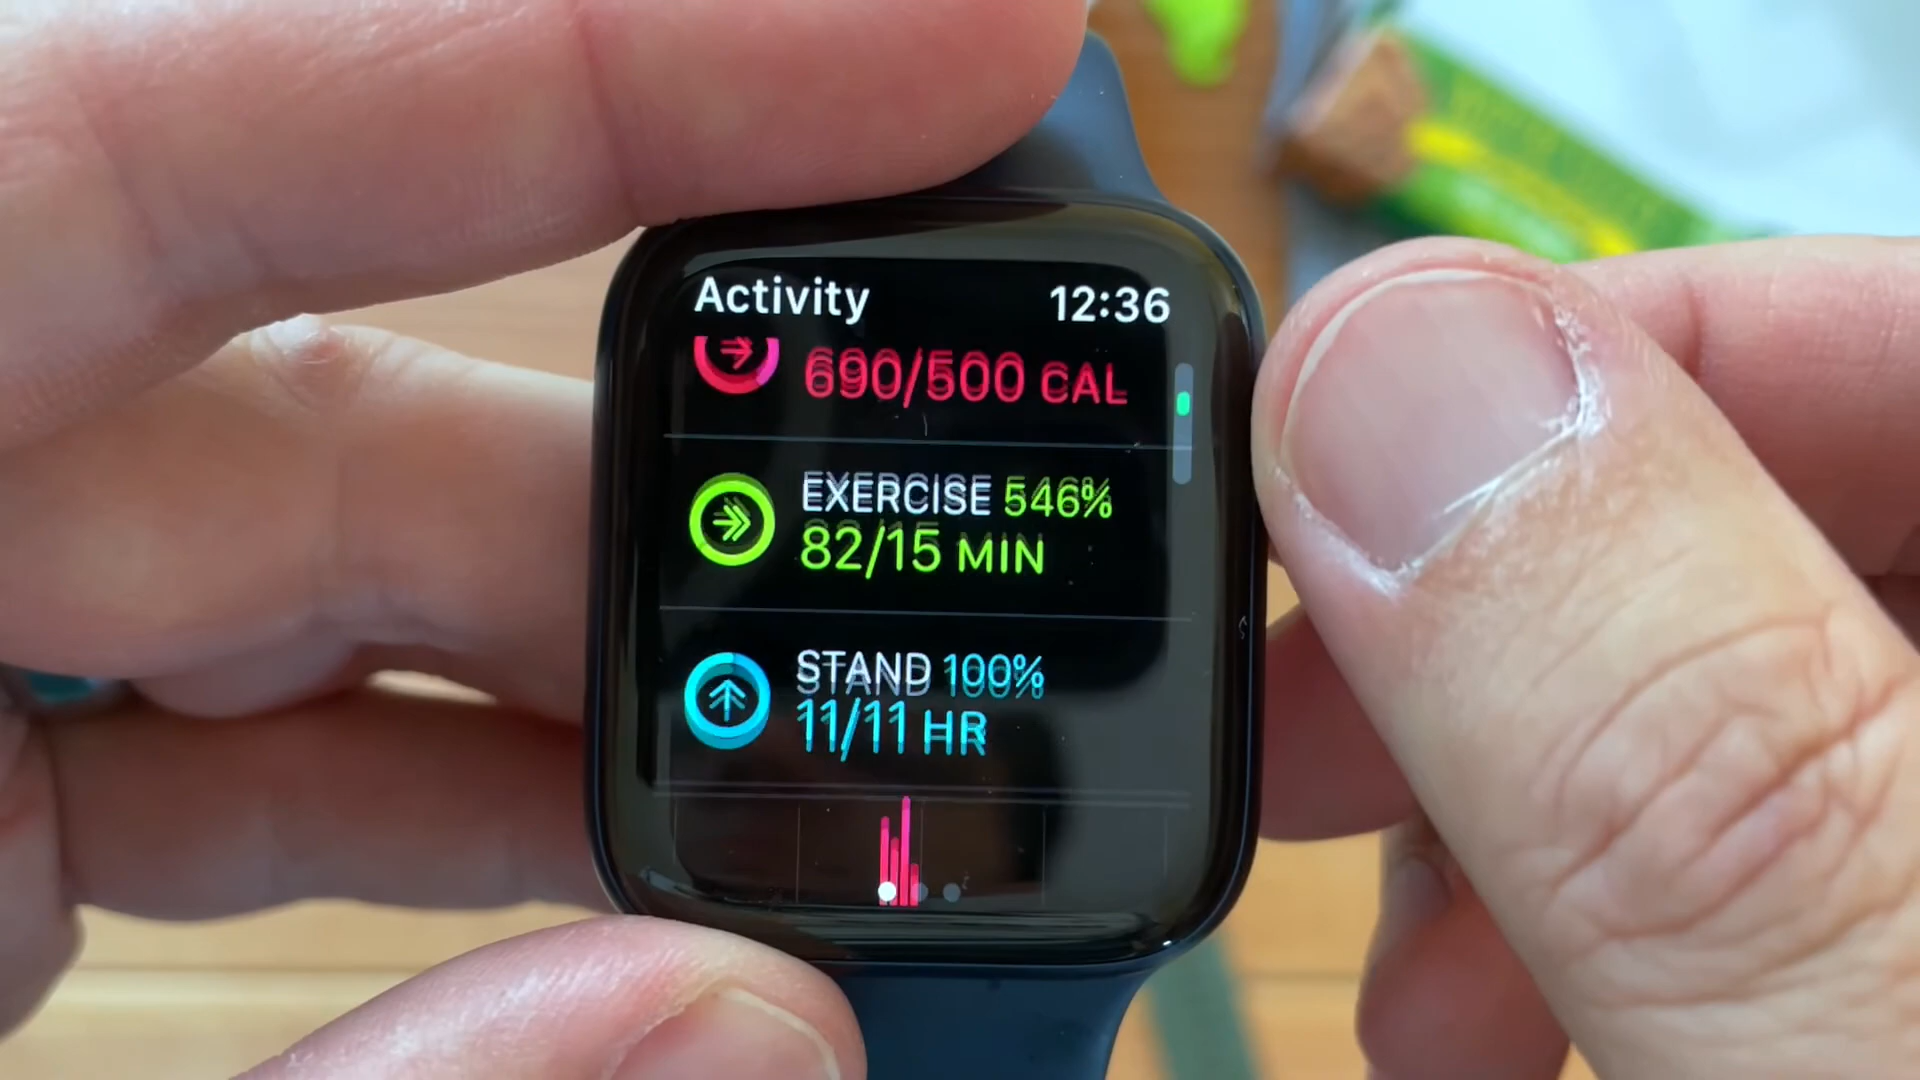 Activity 12:36
690/500 CAL
EXERCISE 546%
82/15 MIN
STAND 100%
11/11 HR